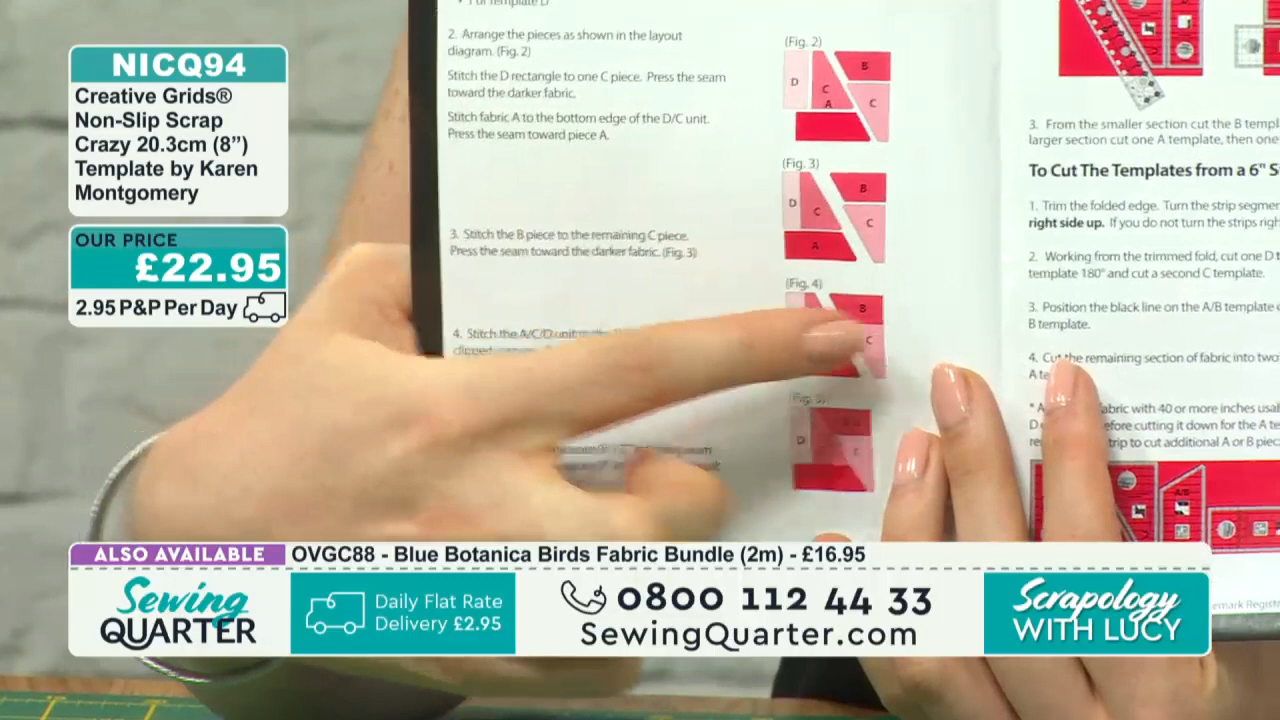 NICQ94
Creative Grids®
Non-Slip Scrap
Crazy 20.3cm (8”)
Template by Karen
Montgomery
OUR PRICE
£22.95
2.95 P&P Per Day
2. Arrange the pieces as shown in the layout
diagram. (Fig. 2)
Stitch the D rectangle to one C piece. Press the seam
toward the darker fabric.
Stitch fabric A to the bottom edge of the D/C unit.
Press the seam toward piece A.
3. Stitch the B piece to the remaining C piece.
Press the seam toward the darker fabric. (Fig. 3)
4. Stitch the A/C/D unit
(Fig. 2)
D
B
C
A
C
(Fig. 3)
D
B
C
C
A
(Fig. 4)
B
C
D
3. From the smaller section cut the B templ
larger section cut one A template, then one
To Cut The Templates from a 6" S
1. Trim the folded edge. Turn the strip segmen
right side up. If you do not turn the strips righ
2. Working from the trimmed fold, cut one D t
template 180° and cut a second C template.
3. Position the black line on the A/B template
B template.
4. Cut the remaining section of fabric into two
A te
fabric with 40 or more inches usa
efore cutting it down for the A te
trip to cut additional A or B piec
A/B
ALSO AVAILABLE
OVGC88 - Blue Botanica Birds Fabric Bundle (2m) - £16.95
Sewing
QUARTER
Daily Flat Rate
Delivery £2.95
0800 112 44 33
SewingQuarter.com
Scrapology
WITH LUCY